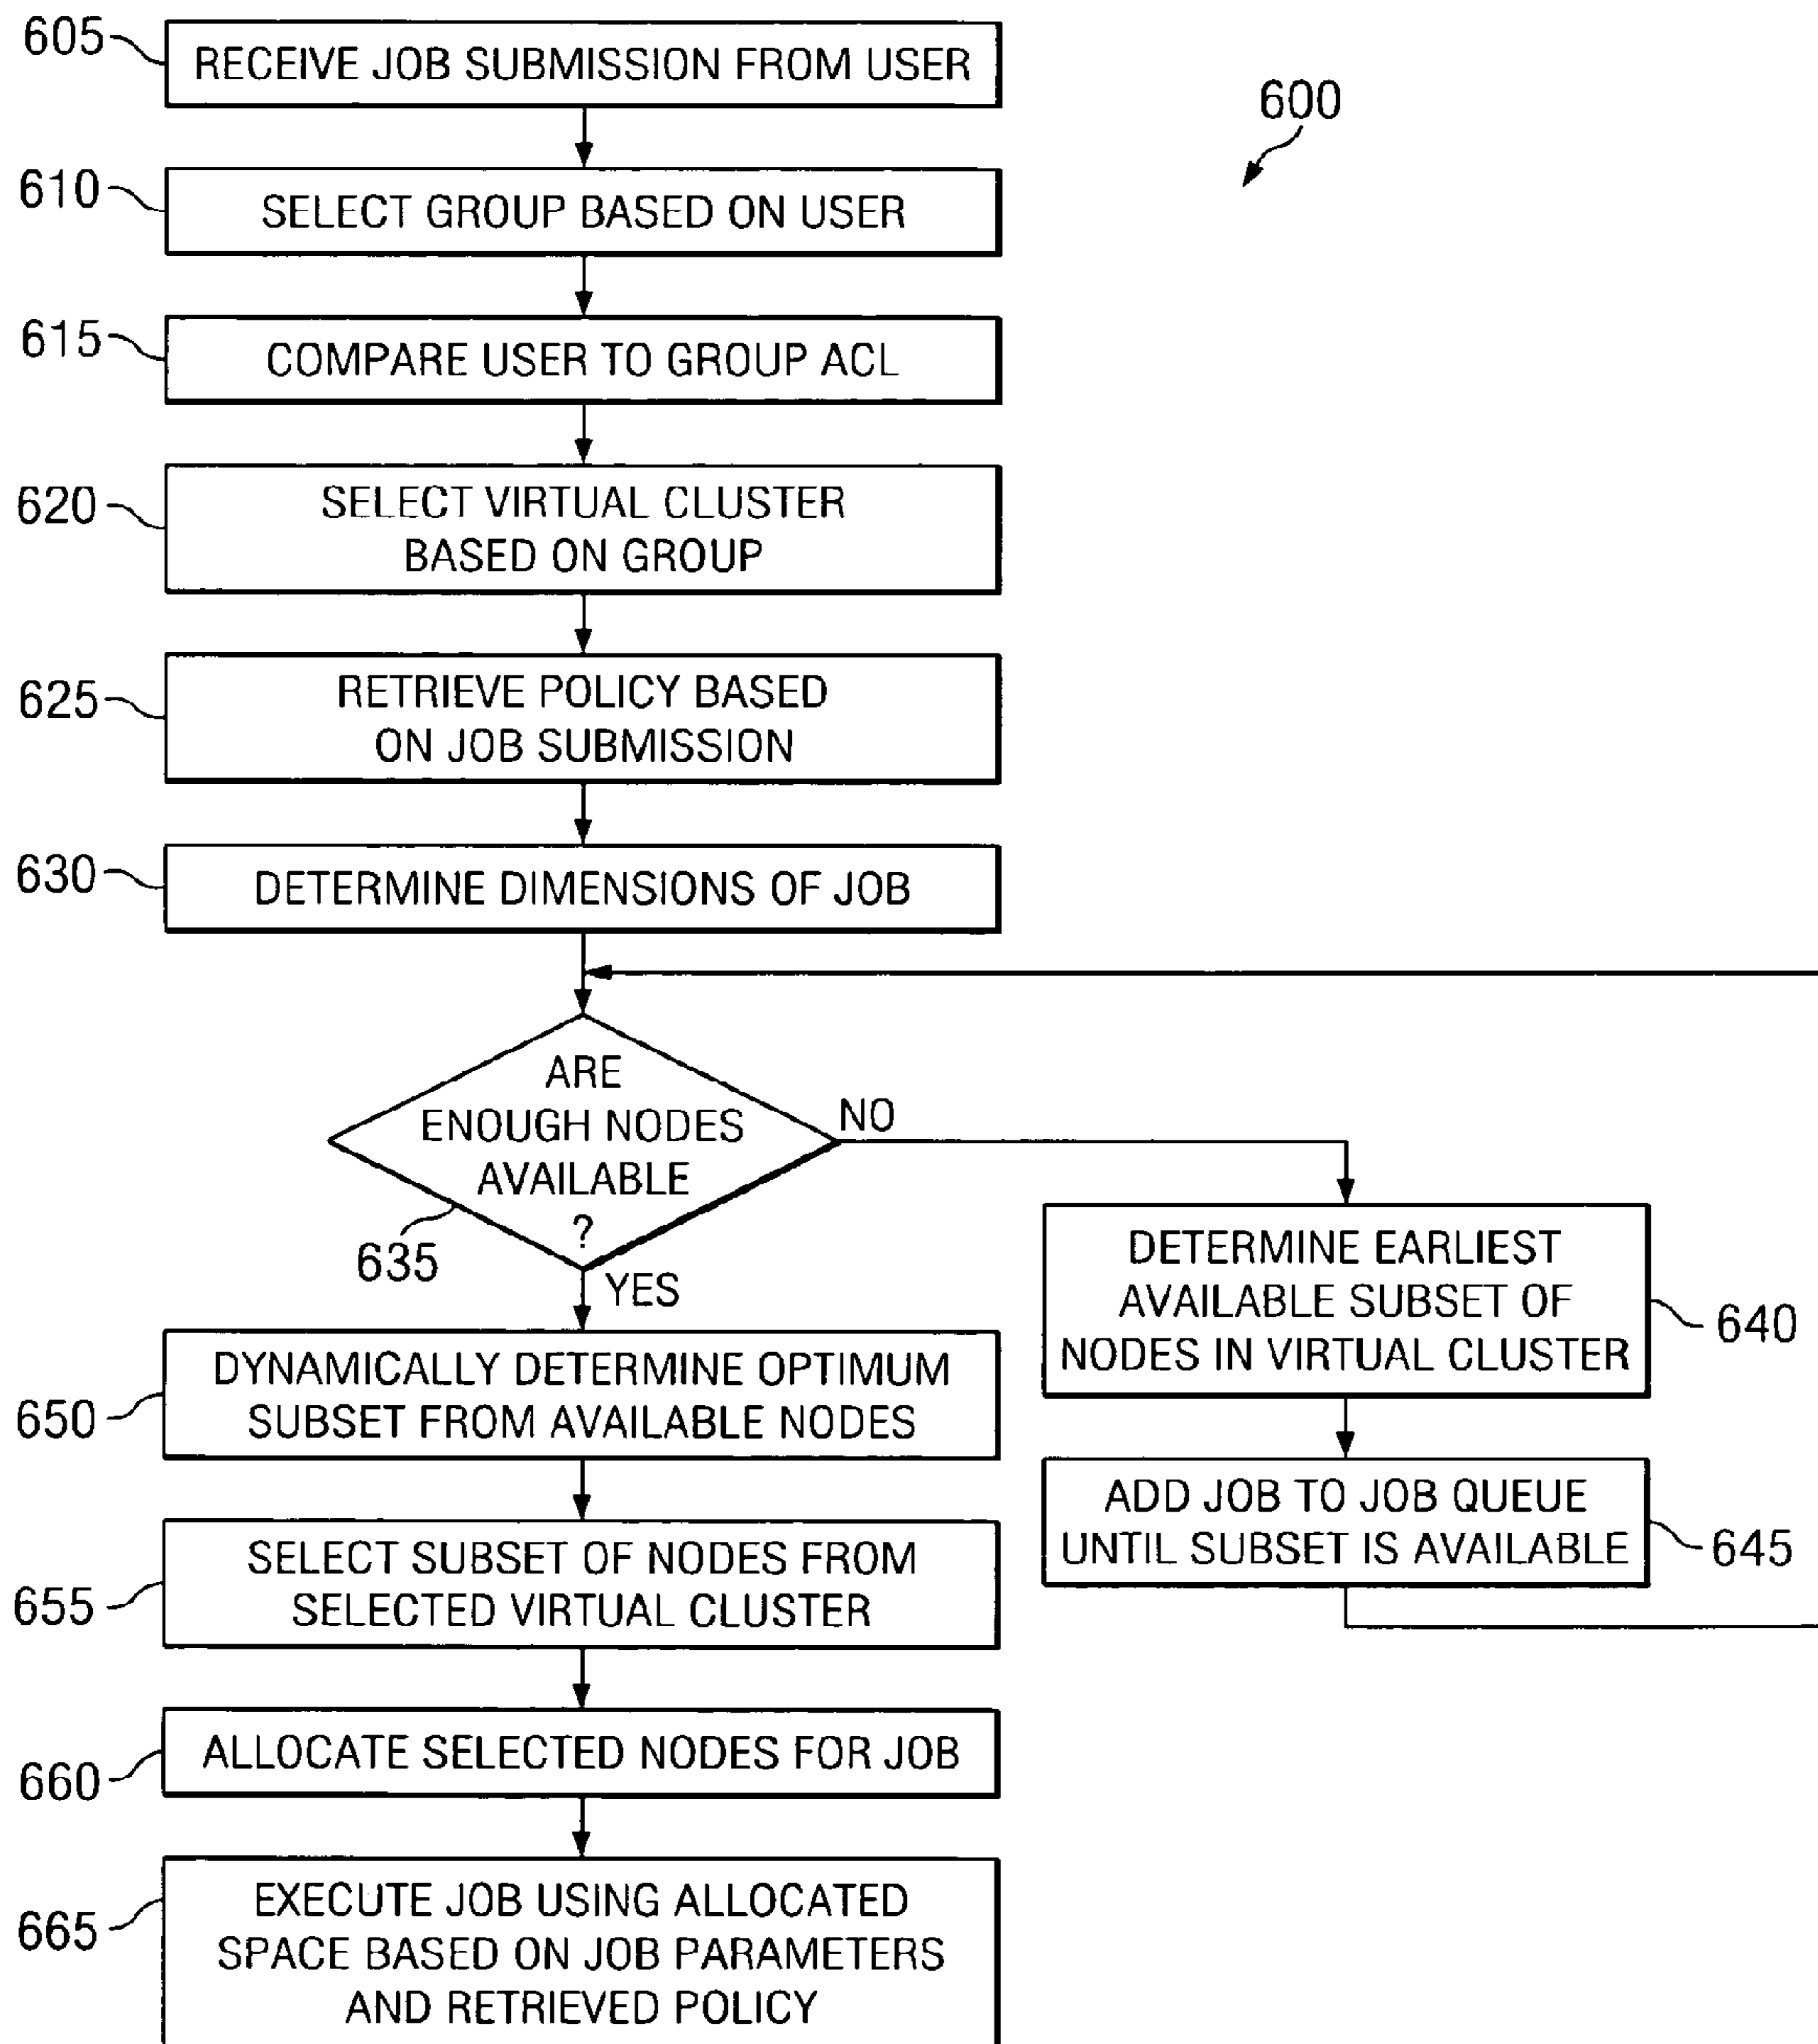 605
RECEIVE JOB SUBMISSION FROM USER
600
610
SELECT GROUP BASED ON USER
615
COMPARE USER TO GROUP ACL
620
SELECT VIRTUAL CLUSTER
BASED ON GROUP
625
RETRIEVE POLICY BASED
ON JOB SUBMISSION
630
DETERMINE DIMENSIONS OF JOB
ARE
ENOUGH NODES
AVAILABLE
?
635
NO
YES
DETERMINE EARLIEST
AVAILABLE SUBSET OF
NODES IN VIRTUAL CLUSTER
640
ADD JOB TO JOB QUEUE
UNTIL SUBSET IS AVAILABLE
645
650
DYNAMICALLY DETERMINE OPTIMUM
SUBSET FROM AVAILABLE NODES
655
SELECT SUBSET OF NODES FROM
SELECTED VIRTUAL CLUSTER
660
ALLOCATE SELECTED NODES FOR JOB
665
EXECUTE JOB USING ALLOCATED
SPACE BASED ON JOB PARAMETERS
AND RETRIEVED POLICY